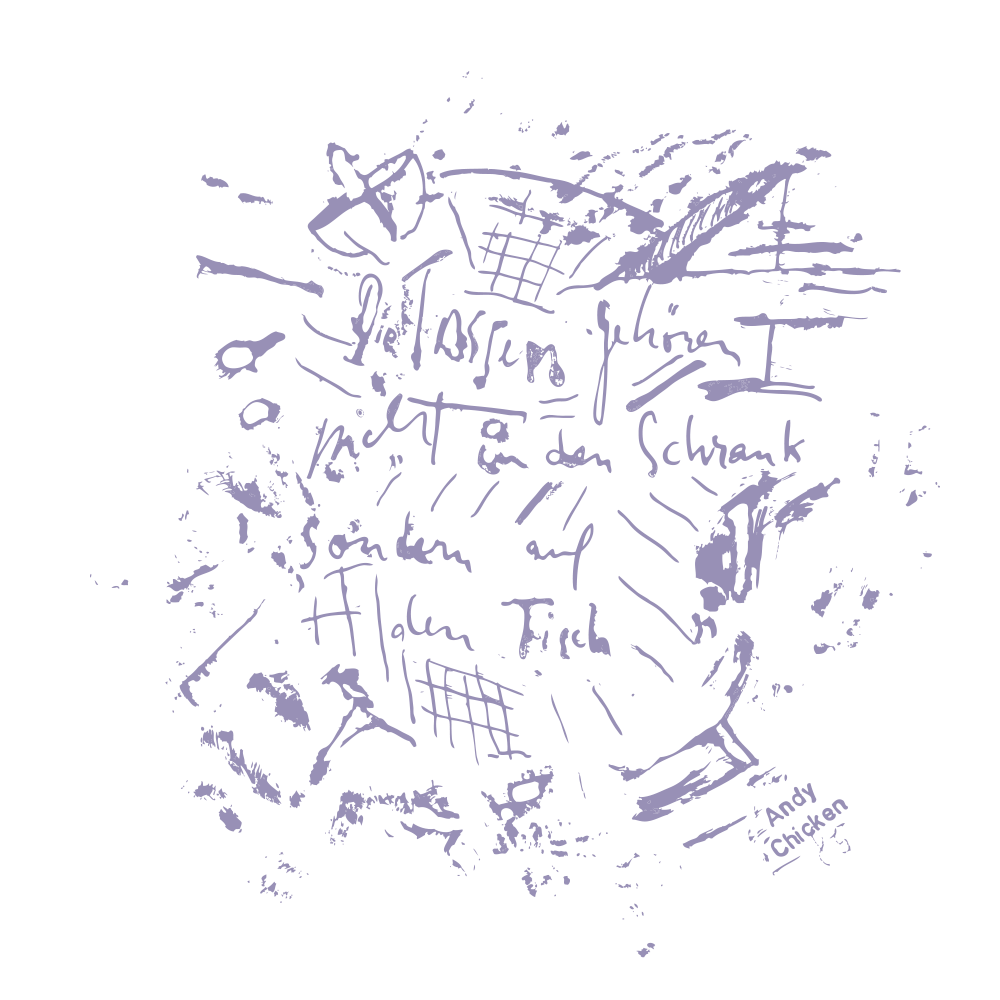 Die Tassen gehören
nicht in den Schrank
sondern auf
den Tisch
Andy
Chicken